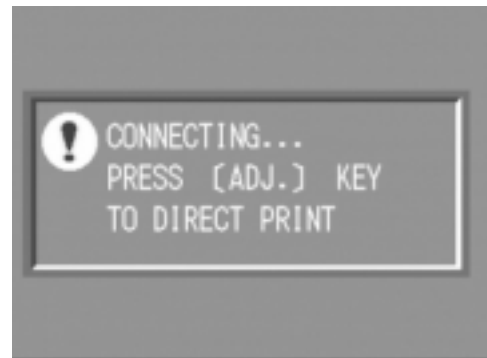 CONNECTING...
PRESS [ADJ.] KEY
TO DIRECT PRINT